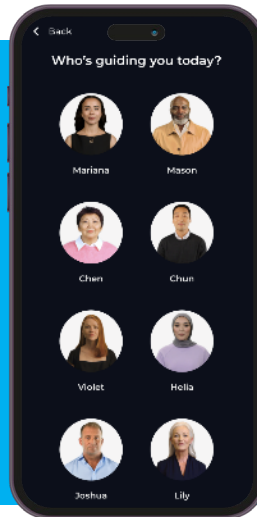 Back
Who's guiding you today?
Mariana Mason
Chen Chun
Violet Helia
Joshua Lily